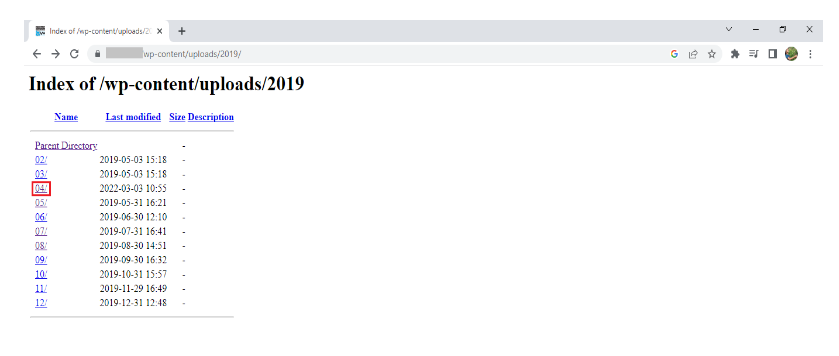 Index of /wp-content/uploads/20
wp-content/uploads/2019/
Index of /wp-content/uploads/2019
Name Last modified Size Description
Parent Directory -
02/ 2019-05-03 15:18 -
03/ 2019-05-03 15:18 -
04/ 2022-03-03 10:55 -
05/ 2019-05-31 16:21 -
06/ 2019-06-30 12:10 -
07/ 2019-07-31 16:41 -
08/ 2019-08-30 14:51 -
09/ 2019-09-30 16:32 -
10/ 2019-10-31 15:57 -
11/ 2019-11-29 16:49 -
12/ 2019-12-31 12:48 -